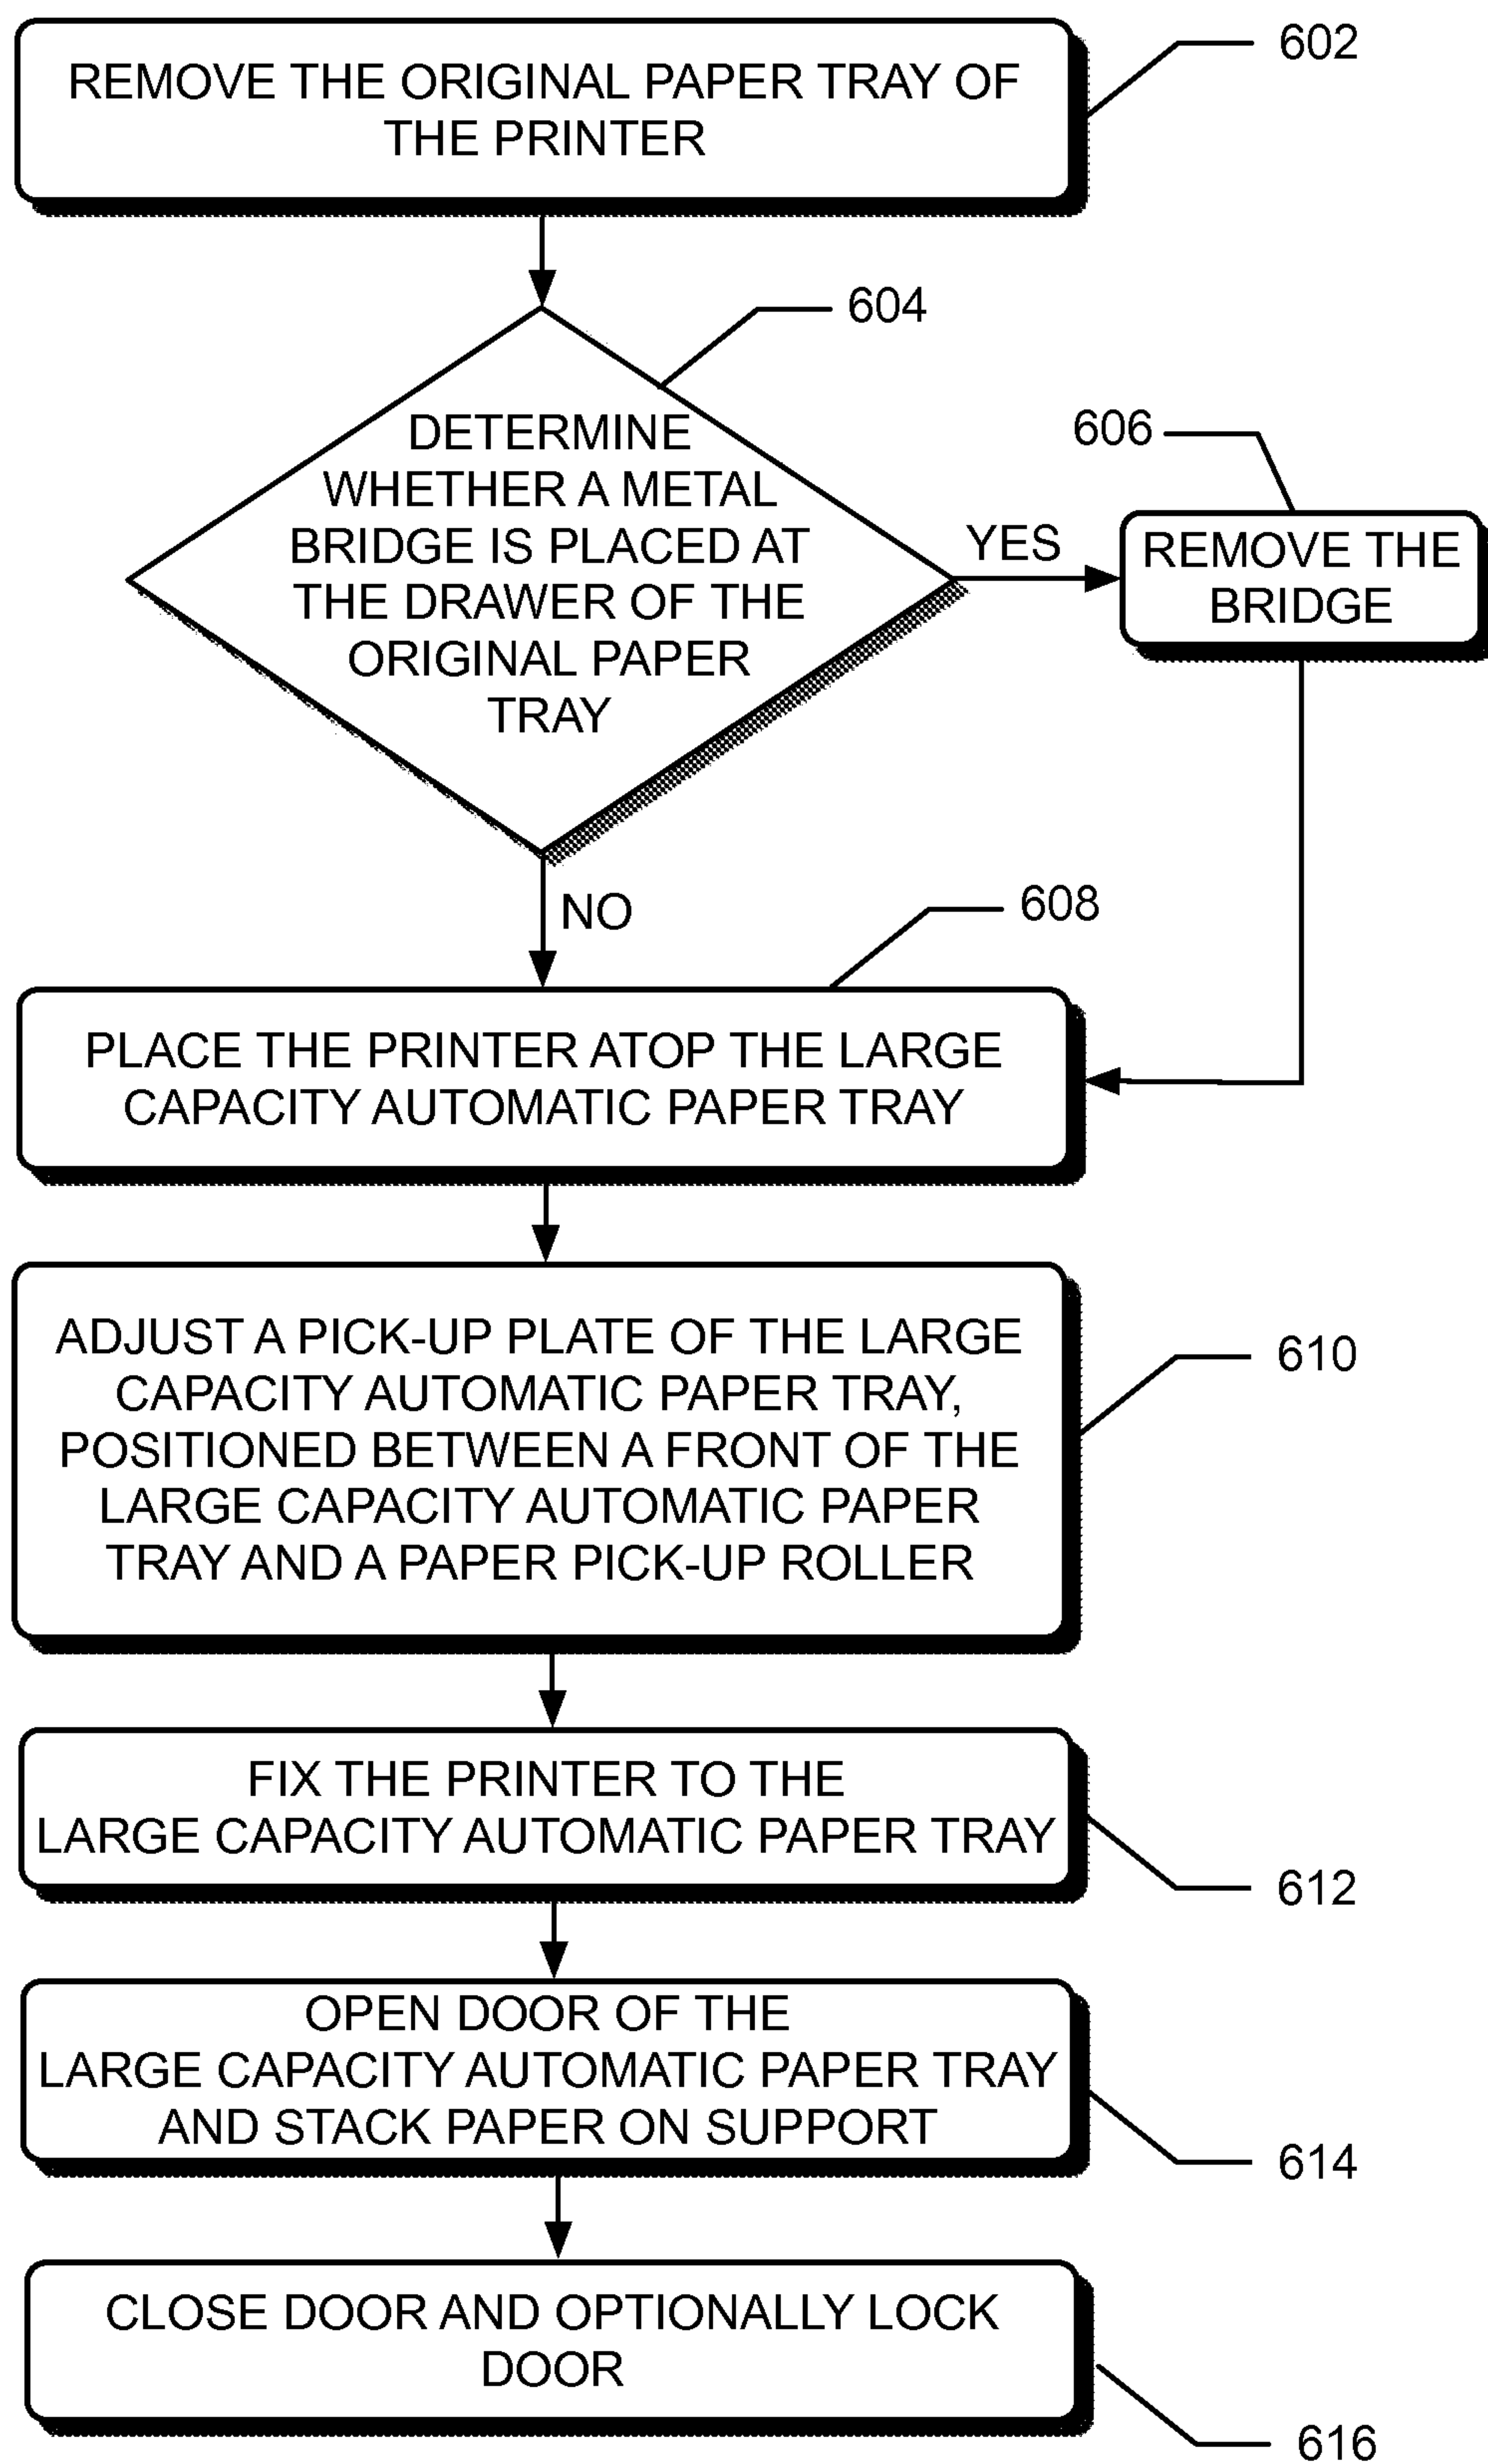 REMOVE THE ORIGINAL PAPER TRAY OF
THE PRINTER
602
604
DETERMINE
WHETHER A METAL
BRIDGE IS PLACED AT
THE DRAWER OF THE
ORIGINAL PAPER
TRAY
YES
606
REMOVE THE
BRIDGE
NO
608
PLACE THE PRINTER ATOP THE LARGE
CAPACITY AUTOMATIC PAPER TRAY
ADJUST A PICK-UP PLATE OF THE LARGE
CAPACITY AUTOMATIC PAPER TRAY,
POSITIONED BETWEEN A FRONT OF THE
LARGE CAPACITY AUTOMATIC PAPER
TRAY AND A PAPER PICK-UP ROLLER
610
FIX THE PRINTER TO THE
LARGE CAPACITY AUTOMATIC PAPER TRAY
612
OPEN DOOR OF THE
LARGE CAPACITY AUTOMATIC PAPER TRAY
AND STACK PAPER ON SUPPORT
614
CLOSE DOOR AND OPTIONALLY LOCK
DOOR
616